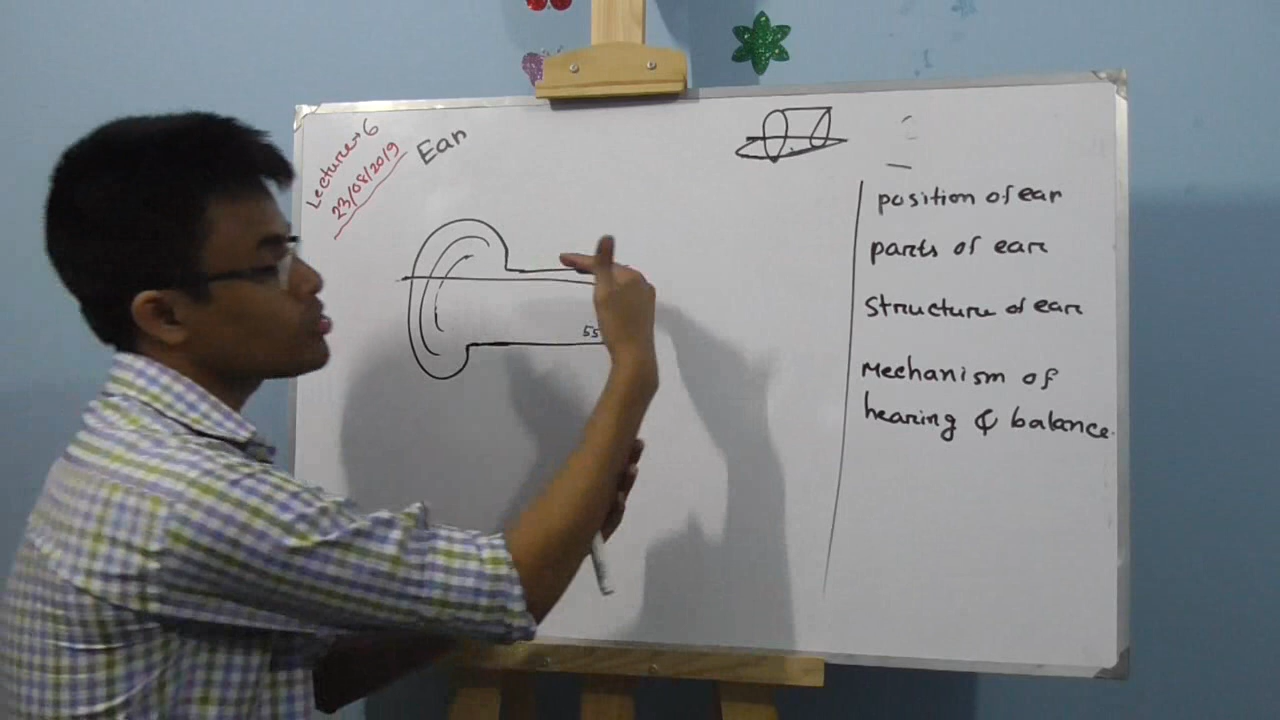 Lecture→6
23/08/2019
Ear
55
position of ear
parts of ear
Structure of ear
Mechanism of
hearing & balance.